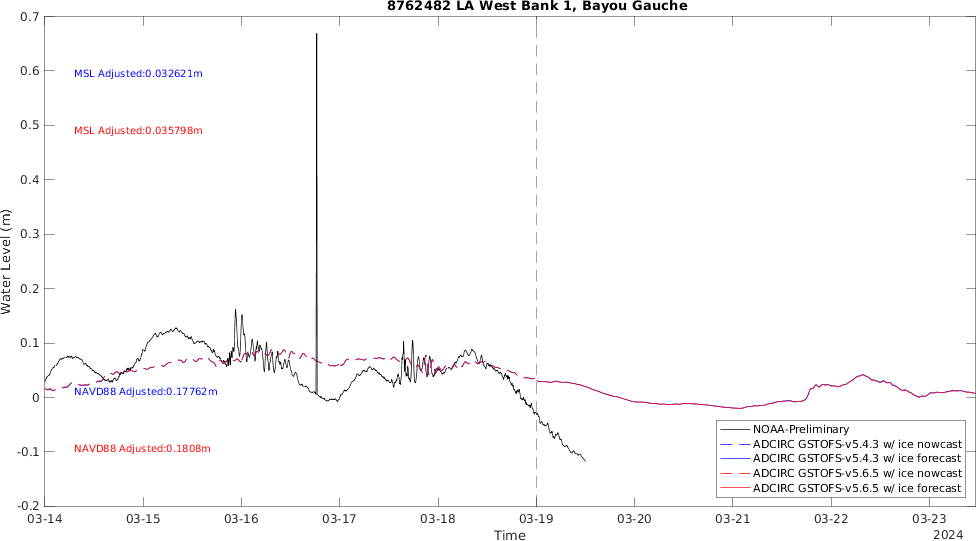 8762482 LA West Bank 1, Bayou Gauche
0.7
0.6
0.5
0.4
0.3
0.2
0.1
0
-0.1
-0.2
Water Level (m)
MSL Adjusted:0.032621m
MSL Adjusted:0.035798m
NAVD88 Adjusted:0.17762m
NAVD88 Adjusted:0.1808m
NOAA-Preliminary
ADCIRC GSTOFS-v5.4.3 w/ ice nowcast
ADCIRC GSTOFS-v5.4.3 w/ ice forecast
ADCIRC GSTOFS-v5.6.5 w/ ice nowcast
ADCIRC GSTOFS-v5.6.5 w/ ice forecast
03-14 03-15 03-16 03-17 03-18 03-19 03-20 03-21 03-22 03-23
Time
2024